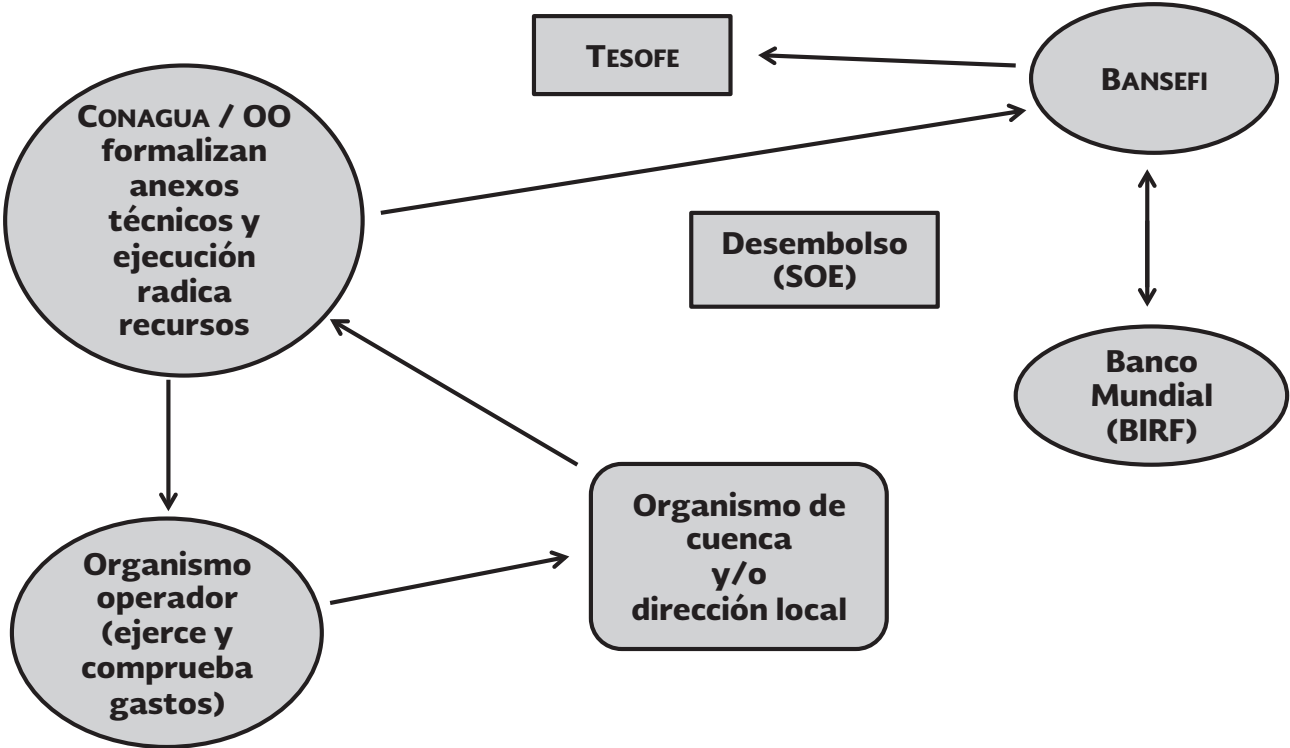 TESOFE
BANSEFI
CONAGUA / OO
formalizan
anexos
técnicos y
ejecución
radica
recursos
Desembolso
(SOE)
Banco
Mundial
(BIRF)
Organismo de
cuenca
y/o
dirección local
Organismo
operador
(ejerce y
comprueba
gastos)